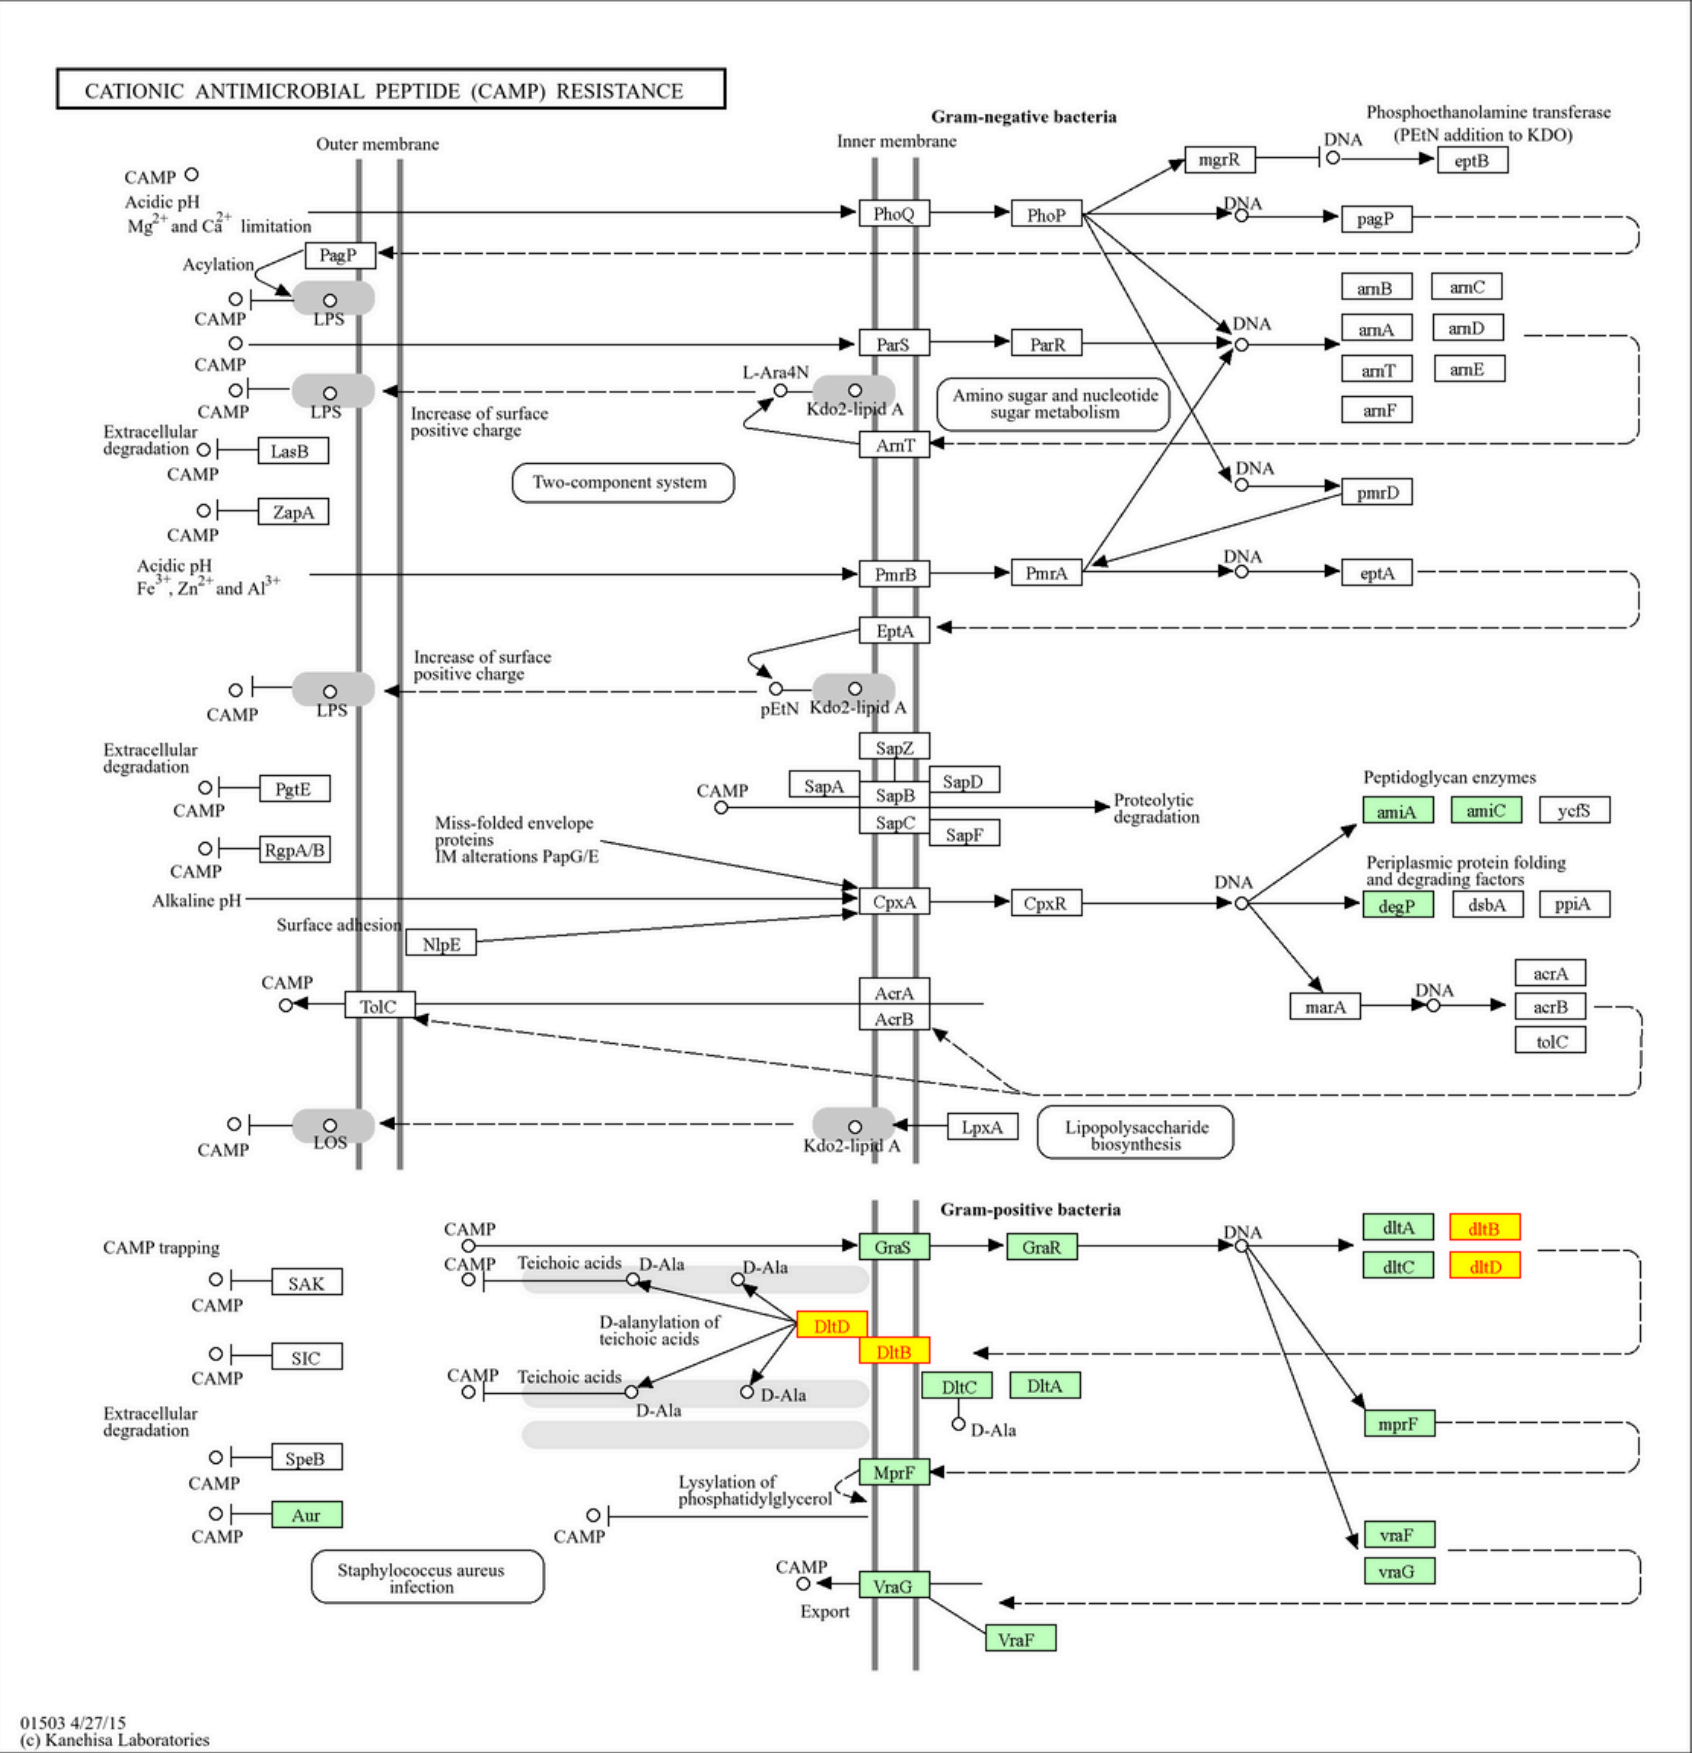 CATIONIC ANTIMICROBIAL PEPTIDE (CAMP) RESISTANCE
Gram-negative bacteria
Phosphoethanolamine transferase
(PEtN addition to KDO)
Outer membrane
Inner membrane
DNA
mgrR
eptB
CAMP
Acidic pH
Mg2+ and Ca2+ limitation
PhoQ
PhoP
DNA
pagP
PagP
Acylation
CAMP
LPS
arnB
arnC
arnA
arnD
arnT
arnE
arnF
CAMP
ParS
ParR
DNA
L-Ara4N
Kdo2-lipid A
CAMP
LPS
Increase of surface
positive charge
Amino sugar and nucleotide
sugar metabolism
ArnT
Extracellular
degradation
LasB
CAMP
Two-component system
DNA
pmrD
ZapA
CAMP
Acidic pH
Fe3+, Zn2+ and Al3+
PmrB
PmrA
DNA
eptA
EptA
Increase of surface
positive charge
CAMP
LPS
pEtN
Kdo2-lipid A
SapZ
SapA
SapB
SapD
SapC
SapF
CAMP
Proteolytic
degradation
Extracellular
degradation
PgtE
CAMP
Peptidoglycan enzymes
amiA
amiC
ycfS
Miss-folded envelope
proteins
IM alterations PapG/E
RgpA/B
CAMP
Periplasmic protein folding
and degrading factors
degP
dsbA
ppiA
Alkaline pH
CpxA
CpxR
DNA
Surface adhesion
NlpE
CAMP
TolC
AcrA
AcrB
marA
DNA
acrA
acrB
tolC
CAMP
LOS
Kdo2-lipid A
LpxA
Lipopolysaccharide
biosynthesis
Gram-positive bacteria
CAMP trapping
CAMP
GraS
GraR
DNA
dltA
dltB
dltC
dltD
SAK
CAMP
CAMP
Teichoic acids
D-Ala
D-Ala
D-alanylation of
teichoic acids
DltD
DltB
SIC
CAMP
CAMP
Teichoic acids
D-Ala
D-Ala
DltC
DltA
D-Ala
Extracellular
degradation
mprF
SpeB
CAMP
MprF
Lysylation of
phosphatidylglycerol
Aur
CAMP
CAMP
vraF
vraG
Staphylococcus aureus
infection
CAMP
VraG
Export
VraF
01503 4/27/15
(c) Kanehisa Laboratories